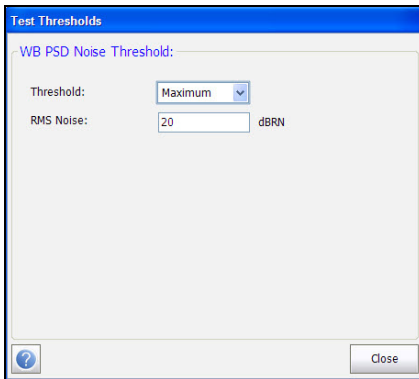 Test Thresholds
WB PSD Noise Threshold:
Threshold: Maximum
RMS Noise: 20 dBRN
? Close